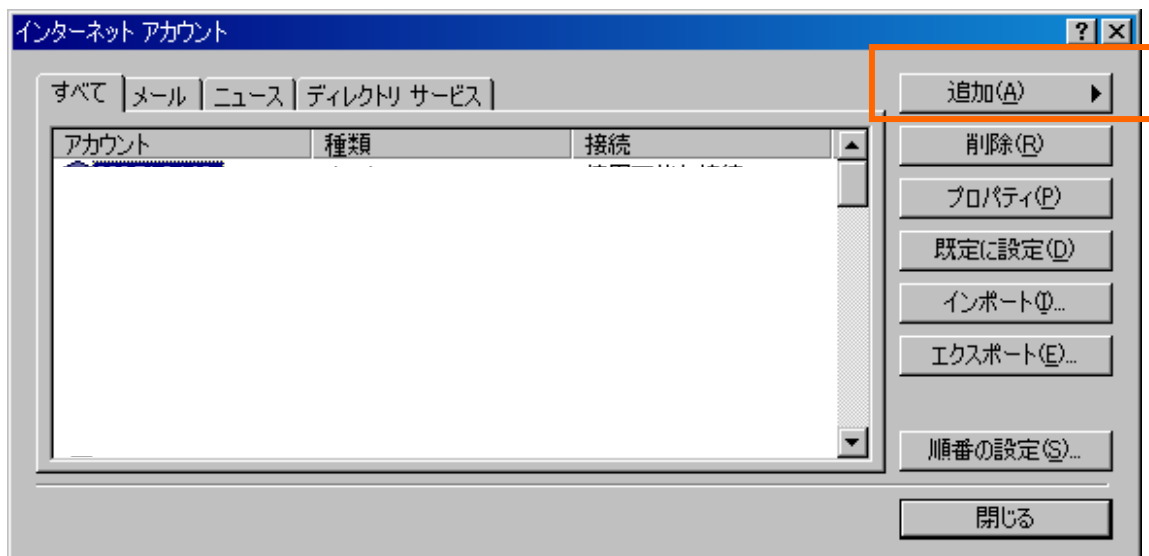 インターネット アカウント
すべて メール ニュース ディレクトリ サービス
アカウント 種類 接続
追加(A)
削除(R)
プロパティ(P)
既定に設定(D)
インポート(I)...
エクスポート(E)...
順番の設定(S)...
閉じる